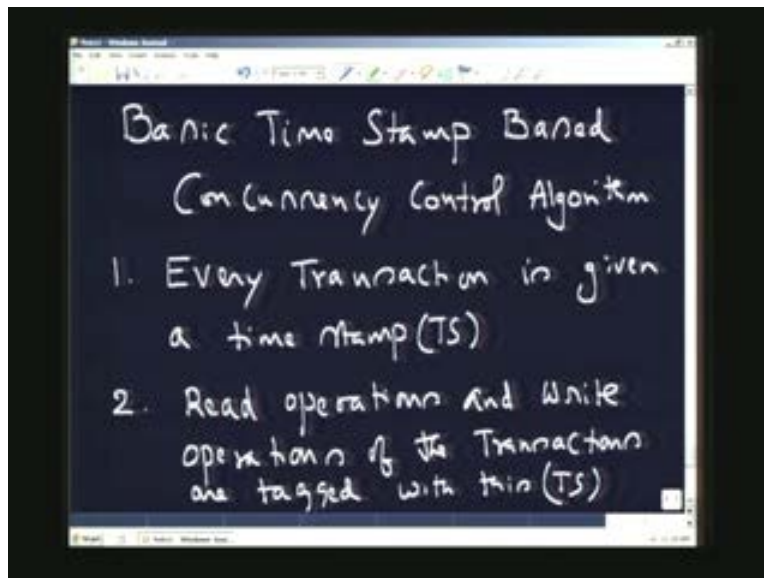 Basic Time Stamp Based
Concurrency Control Algorithm
1. Every Transaction is given
a time stamp (TS)
2. Read operations and Write
operations of the Transactions
are tagged with this (TS)